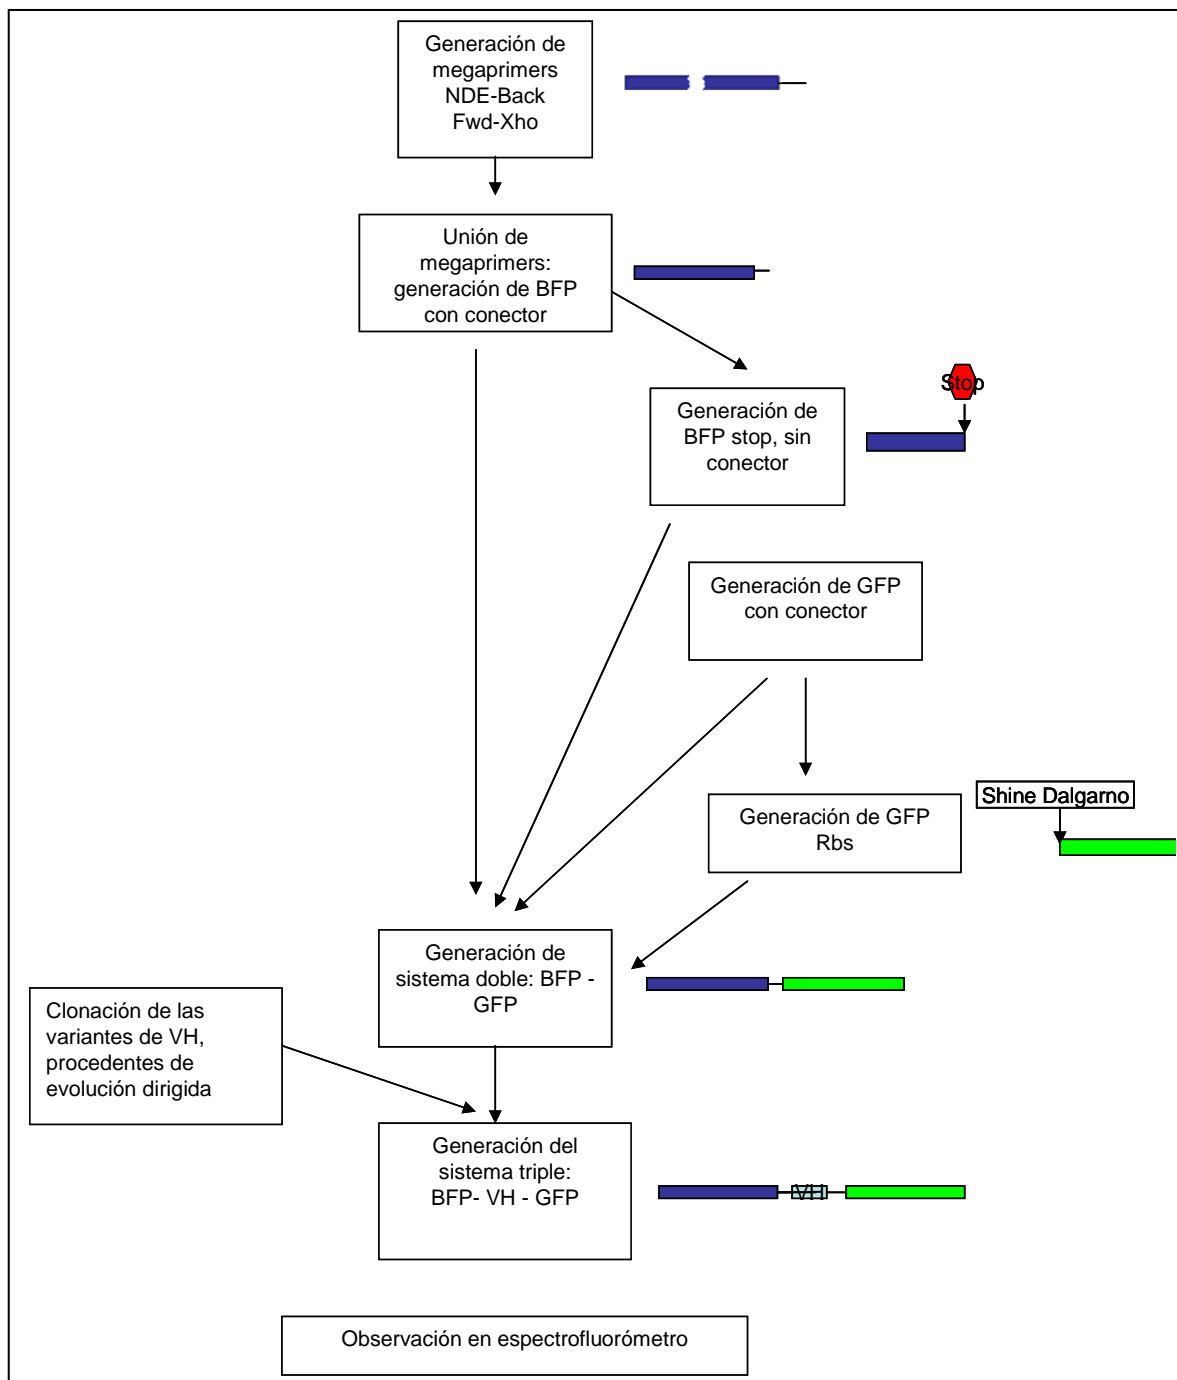 Generación de
megaprimers
NDE-Back
Fwd-Xho
Unión de
megaprimers:
generación de BFP
con conector
Stop
Generación de
BFP stop, sin
conector
Generación de GFP
con conector
Shine Dalgarno
Generación de GFP
Rbs
Generación de
sistema doble: BFP -
GFP
Clonación de las
variantes de VH,
procedentes de
evolución dirigida
Generación del
sistema triple:
BFP- VH - GFP
VH
Observación en espectrofluorómetro